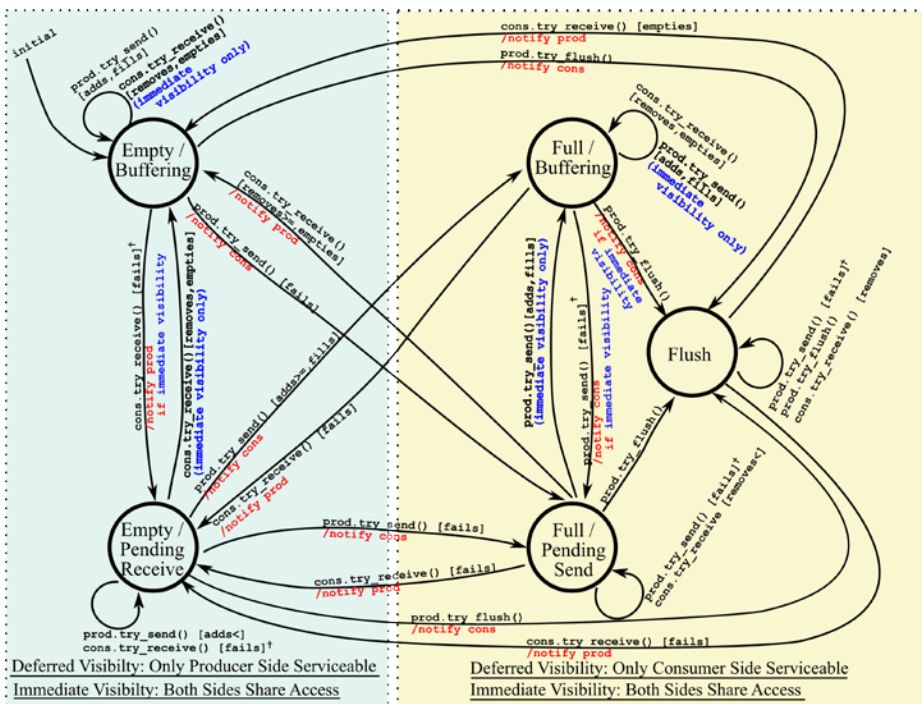 initial
prod.try_send()
[adds,fills]
cons.try_receive()
[removes,empties]
(immediate
visibility only)
Empty /
Buffering
cons.try_receive() [empties]
/notify prod
prod.try_flush()
/notify cons
Full /
Buffering
cons.try_receive()
[removes,empties]
prod.try_send()
[adds,fills]
(immediate
visibility only)
cons.try_receive()
[removes>=,empties]
/notify prod
prod.try_send() [fails]
/notify cons
prod.try_flush()
/notify cons
if immediate
visibility
cons.try_receive() [fails]†
/notify prod
if immediate visibility
cons.try_receive()[removes,empties]
(immediate visibility only)
prod.try_send() [adds>=,fills]
/notify cons
cons.try_receive() [fails]
/notify prod
prod.try_send()[adds,fills]
(immediate visibility only)
prod.try_send() [fails]†
/notify cons
if immediate visibility
Flush
prod.try_send() [fails]†
prod.try_flush()
cons.try_receive() [removes]
prod.try_flush()
Empty /
Pending
Receive
prod.try_send() [fails]
/notify cons
cons.try_receive() [fails]
/notify prod
Full /
Pending
Send
prod.try_send() [fails]†
cons.try_receive [removes<]
prod.try_flush()
/notify cons
cons.try_receive() [fails]
/notify prod
prod.try_send() [adds<]
cons.try_receive() [fails]†
Deferred Visibilty: Only Producer Side Serviceable
Immediate Visibilty: Both Sides Share Access
Deferred Visibilty: Only Consumer Side Serviceable
Immediate Visibilty: Both Sides Share Access